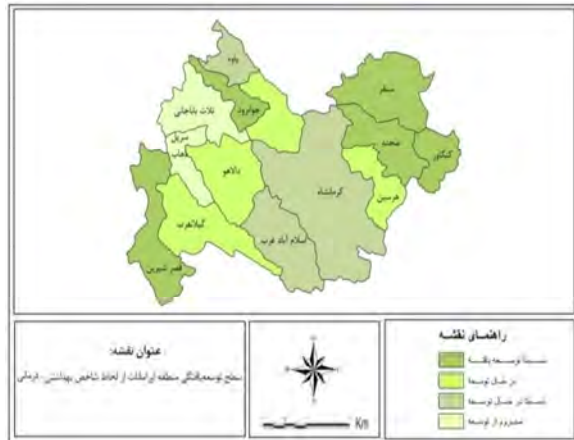 پاوه
سنقر
جوانرود
ثلاث باباجانی
صحنه
کنگاور
سرپل
ذهاب
دالاهو
کرمانشاه
هرسین
گیلانغرب
اسلام آباد غرب
قصر شیرین
راهنمای نقشه
نسبتاً توسعه یافته
در حال توسعه
نسبتا در حال توسعه
محروم از توسعه
Km
عنوان نقشه:
سطح توسعه‌یافتگی منطقه اورامانات از لحاظ شاخص بهداشتی - درمانی